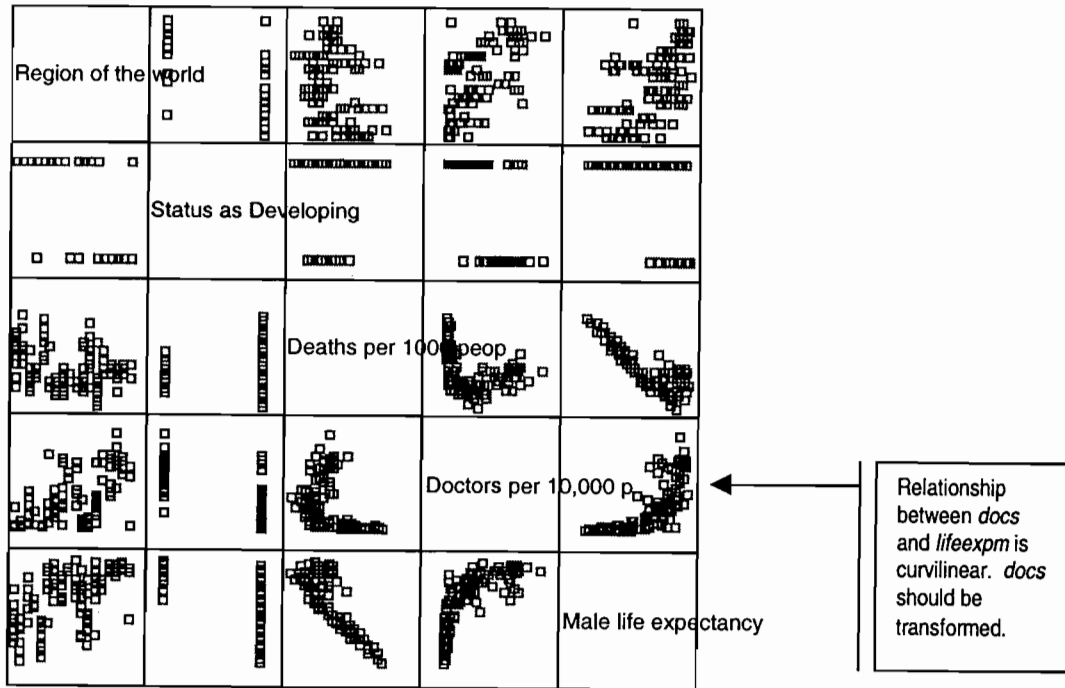 Region of the world
Status as Developing
Deaths per 1000 peop
Doctors per 10,000 p
Male life expectancy
Relationship
between docs
and lifeexpm is
curvilinear. docs
should be
transformed.